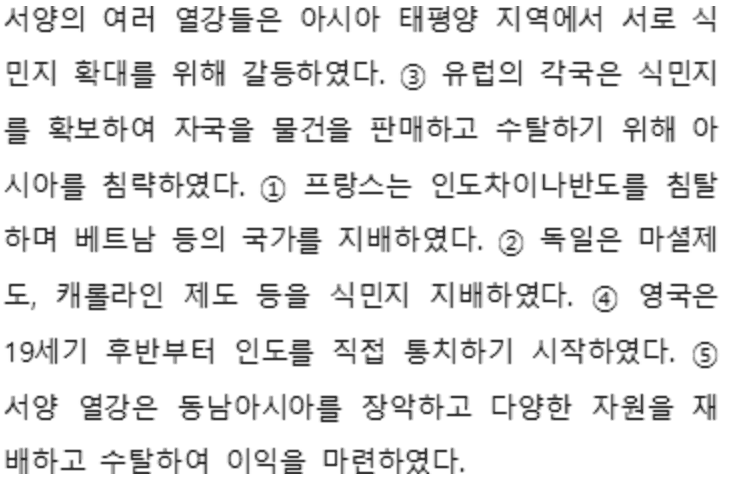 서양의 여러 열강들은 아시아 태평양 지역에서 서로 식
민지 확대를 위해 갈등하였다. ③ 유럽의 각국은 식민지
를 확보하여 자국을 물건을 판매하고 수탈하기 위해 아
시아를 침략하였다. ① 프랑스는 인도차이나반도를 침탈
하며 베트남 등의 국가를 지배하였다. ② 독일은 마셜제
도, 캐롤라인 제도 등을 식민지 지배하였다. ④ 영국은
19세기 후반부터 인도를 직접 통치하기 시작하였다. ⑤
서양 열강은 동남아시아를 장악하고 다양한 자원을 재
배하고 수탈하여 이익을 마련하였다.